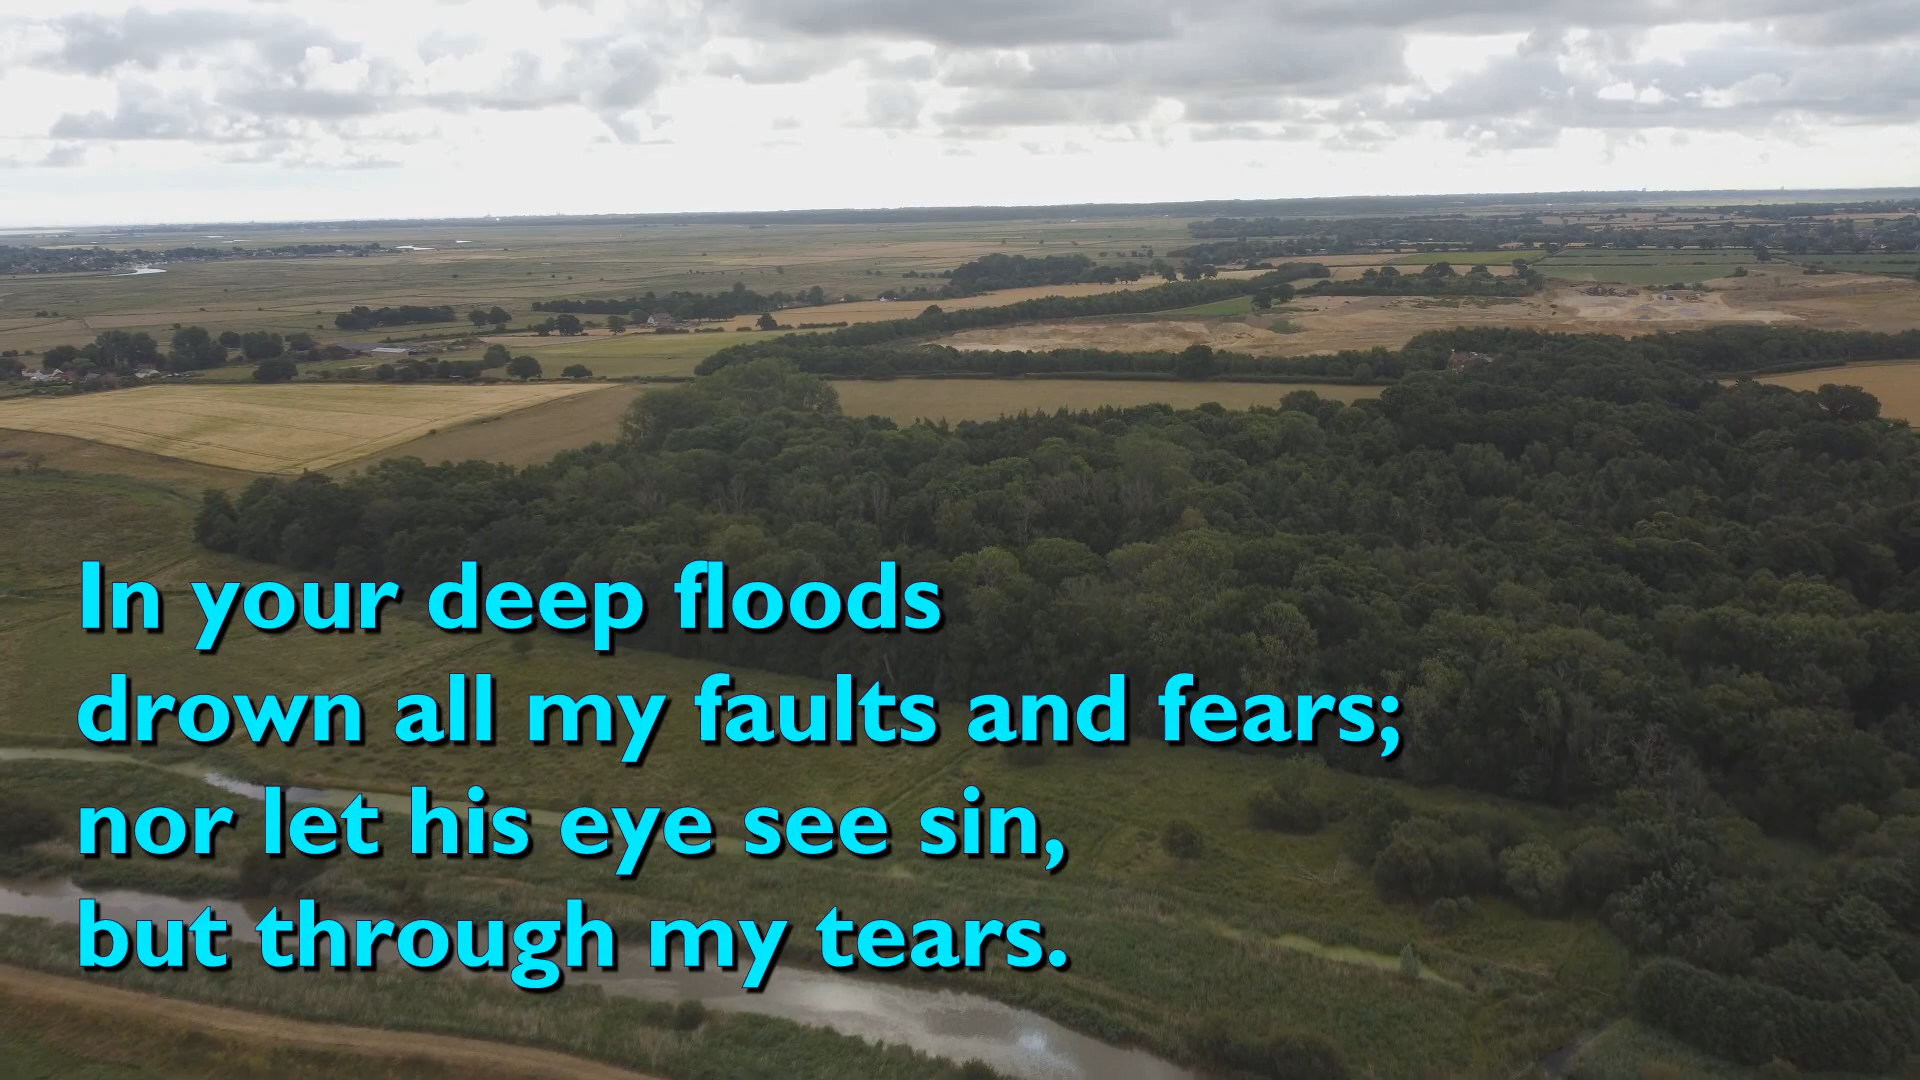 In your deep floods
drown all my faults and fears;
nor let his eye see sin,
but through my tears.